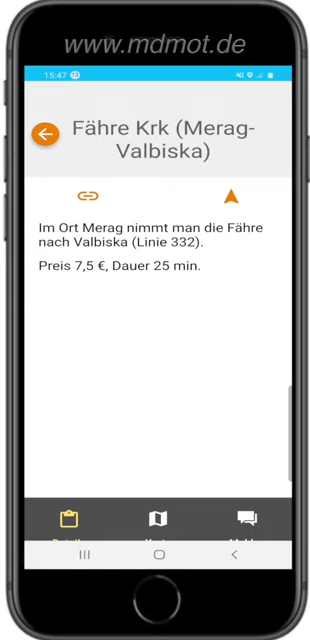 www.mdmot.de
15:47
Fähre Krk (Merag-
Valbiska)
Im Ort Merag nimmt man die Fähre
nach Valbiska (Linie 332).
Preis 7,5 €, Dauer 25 min.